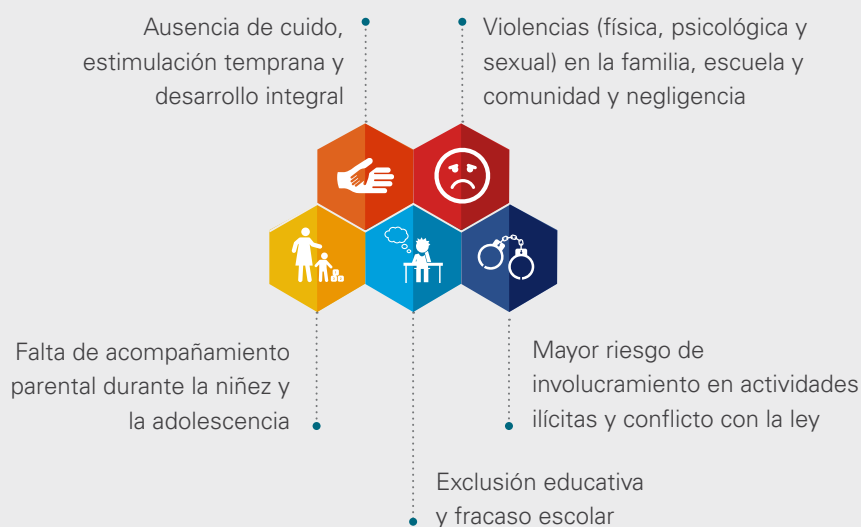 Ausencia de cuido,
estimulación temprana y
desarrollo integral
Violencias (física, psicológica y
sexual) en la familia, escuela y
comunidad y negligencia
Falta de acompañamiento
parental durante la niñez y
la adolescencia
Mayor riesgo de
involucramiento en actividades
ilícitas y conflicto con la ley
Exclusión educativa
y fracaso escolar